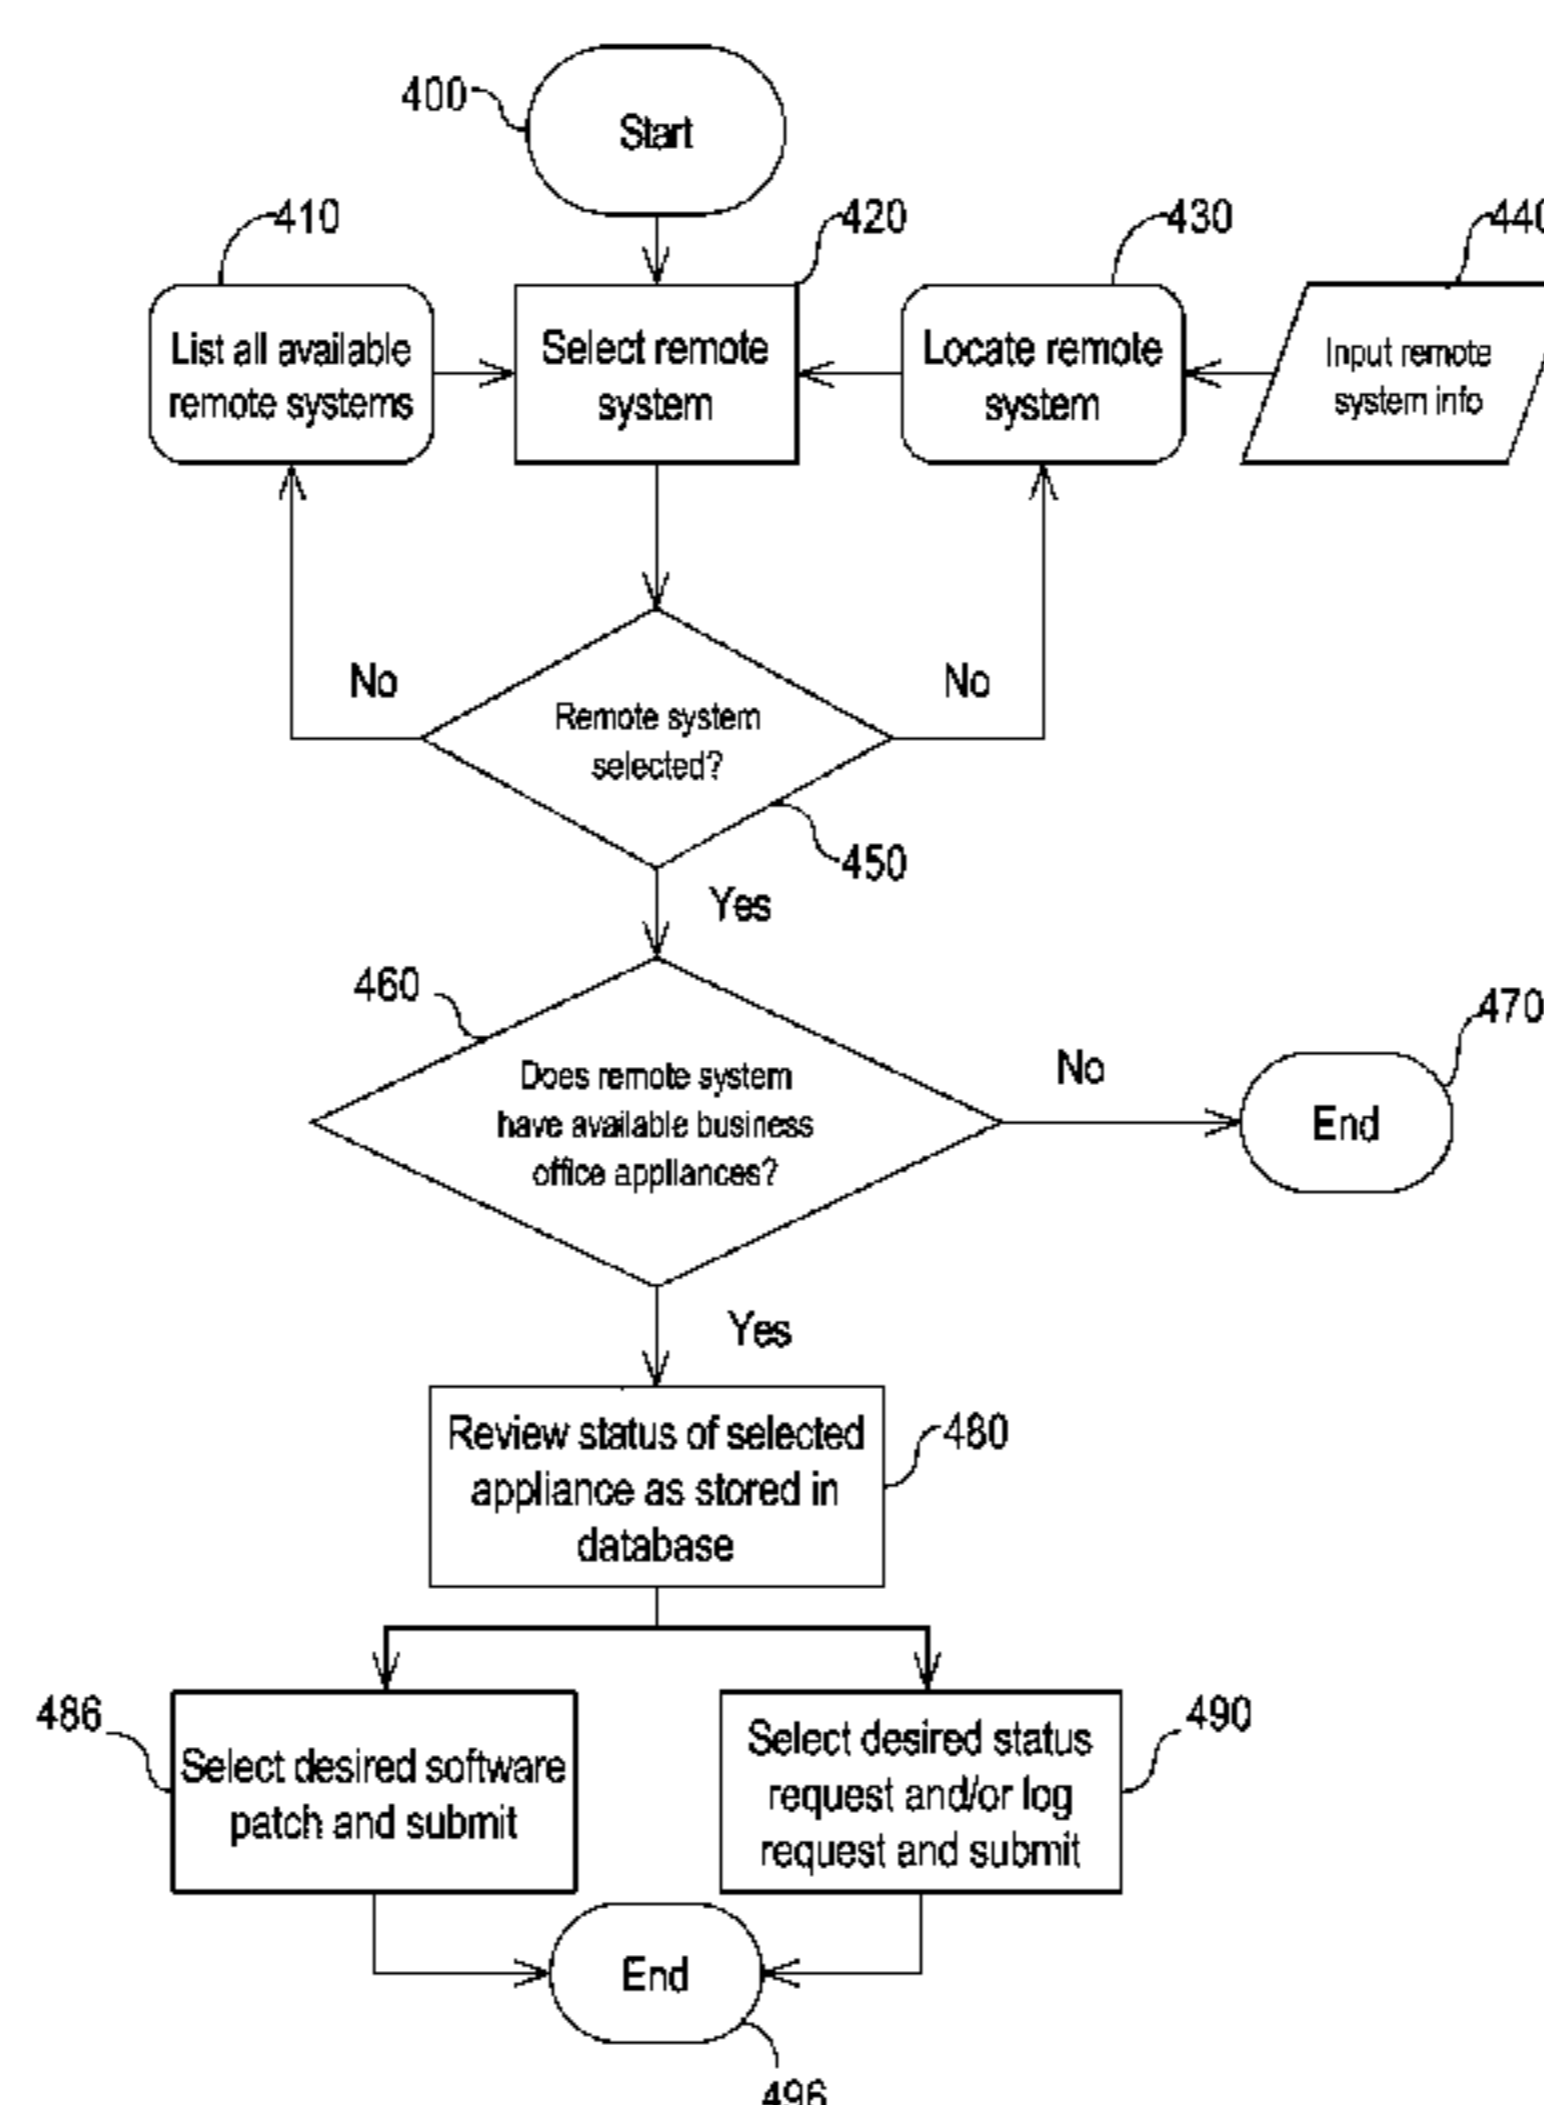 400
Start
410
420
430
440
List all available
remote systems
Select remote
system
Locate remote
system
Input remote
system info
No
No
Remote system
selected?
450
Yes
460
470
Does remote system
have available business
office appliances?
No
End
Yes
Review status of selected
appliance as stored in
database
480
486
490
Select desired software
patch and submit
Select desired status
request and/or log
request and submit
End
496